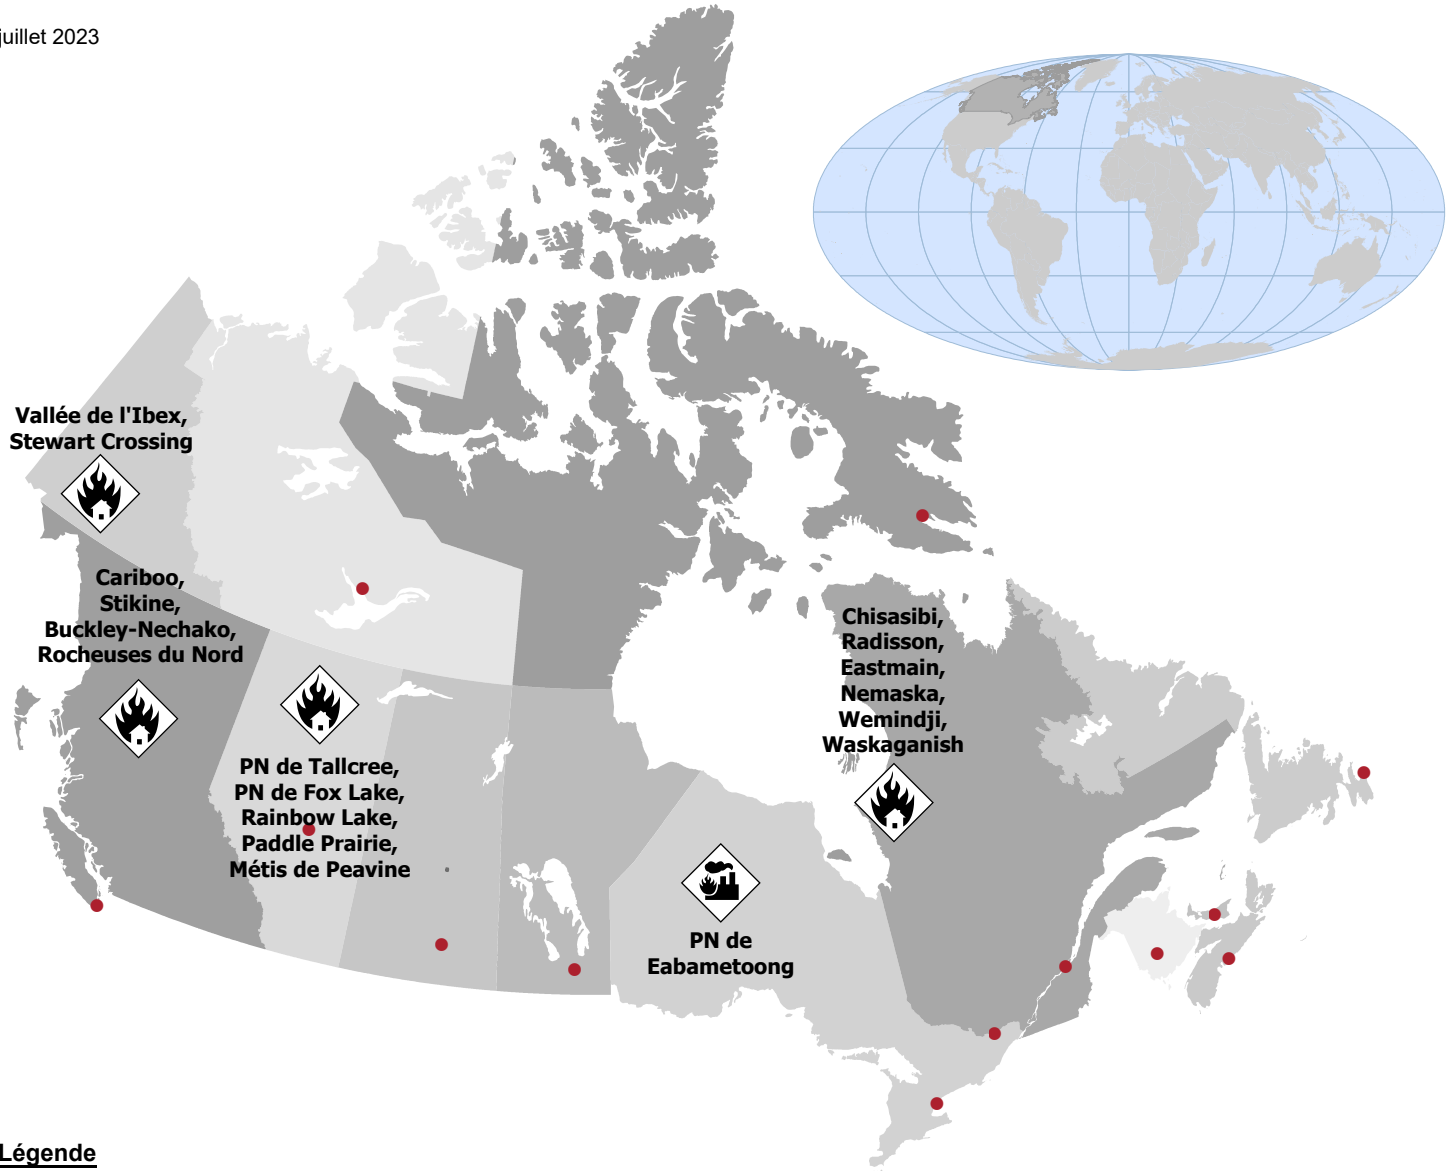 juillet 2023
Vallée de l'Ibex,
Stewart Crossing
Cariboo,
Stikine,
Buckley-Nechako,
Rocheuses du Nord
PN de Tallcree,
PN de Fox Lake,
Rainbow Lake,
Paddle Prairie,
Métis de Peavine
Chisasibi,
Radisson,
Eastmain,
Nemaska,
Wemindji,
Waskaganish
PN de
Eabametoong
Légende